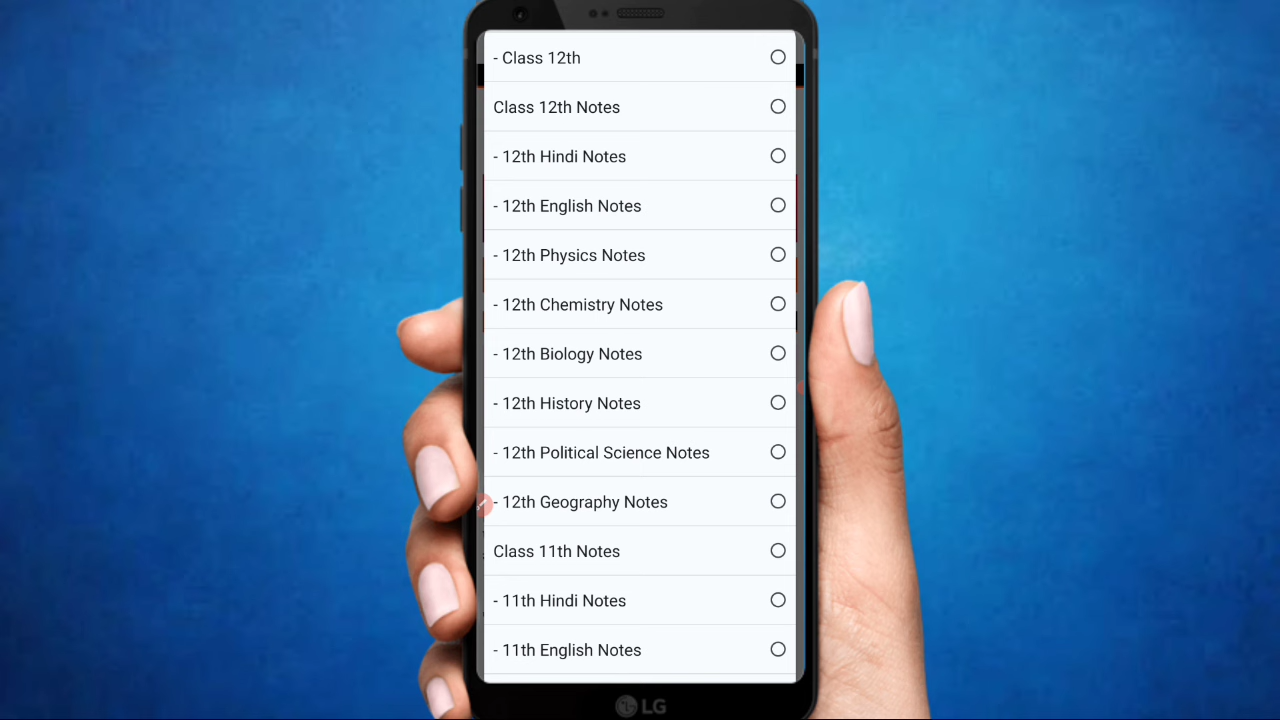 - Class 12th
Class 12th Notes
- 12th Hindi Notes
- 12th English Notes
- 12th Physics Notes
- 12th Chemistry Notes
- 12th Biology Notes
- 12th History Notes
- 12th Political Science Notes
- 12th Geography Notes
Class 11th Notes
- 11th Hindi Notes
- 11th English Notes
LG